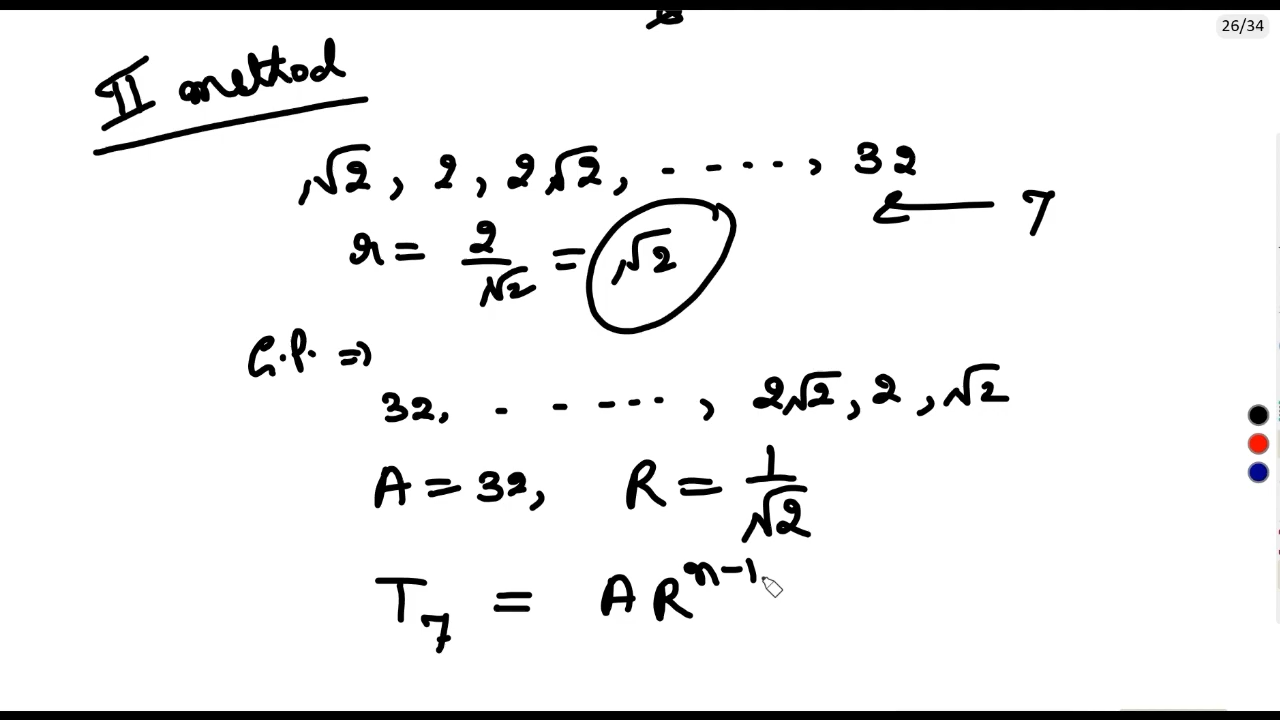 26/34
II method
√2, 2, 2√2, - - - - -, 32
← 7
r = 2/√2 = √2
G.P. ⇒
32, - - - - - -, 2√2, 2, √2
A = 32, R = 1/√2
T₇ = A Rⁿ⁻¹